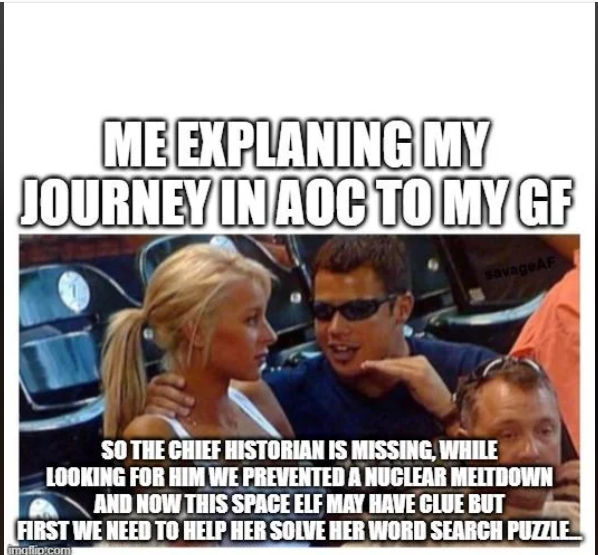 ME EXPLANING MY
JOURNEY IN AOC TO MY GF
savageAF
SO THE CHIEF HISTORIAN IS MISSING, WHILE
LOOKING FOR HIM WE PREVENTED A NUCLEAR MELTDOWN
AND NOW THIS SPACE ELF MAY HAVE CLUE BUT
FIRST WE NEED TO HELP HER SOLVE HER WORD SEARCH PUZZLE...
imgflip.com